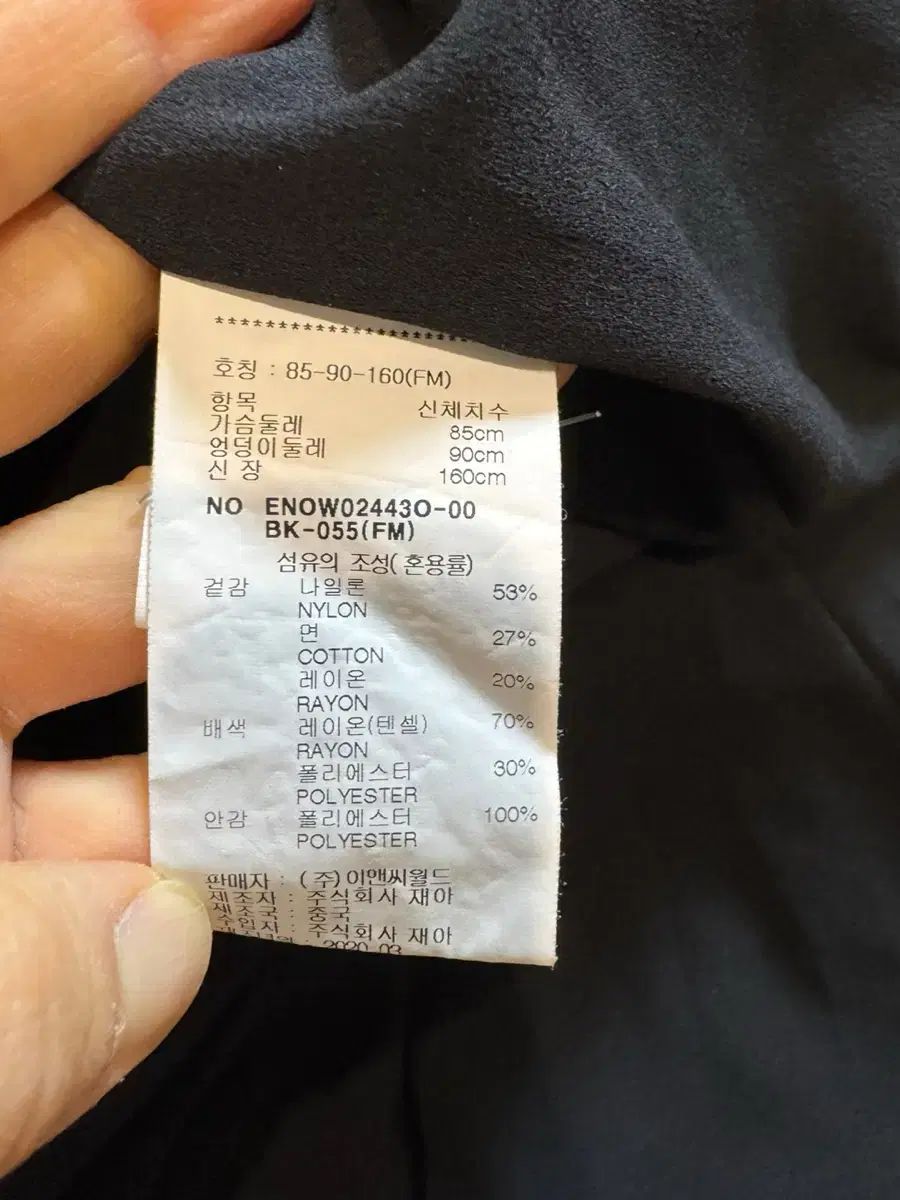 **********************
호칭 : 85-90-160(FM)
항목 신체치수
가슴둘레 85cm
엉덩이둘레 90cm
신 장 160cm
NO ENOW02443O-00
BK-055(FM)
섬유의 조성( 혼용률)
겉감 나일론 53%
NYLON
면 27%
COTTON
레이온 20%
RAYON
배색 레이온(텐셀) 70%
RAYON
폴리에스터 30%
POLYESTER
안감 폴리에스터 100%
POLYESTER
판매자 : (주)이앤씨월드
제조자 : 주식회사 재아
제조국 : 중국
수입자 : 주식회사 재아
: 2020.03